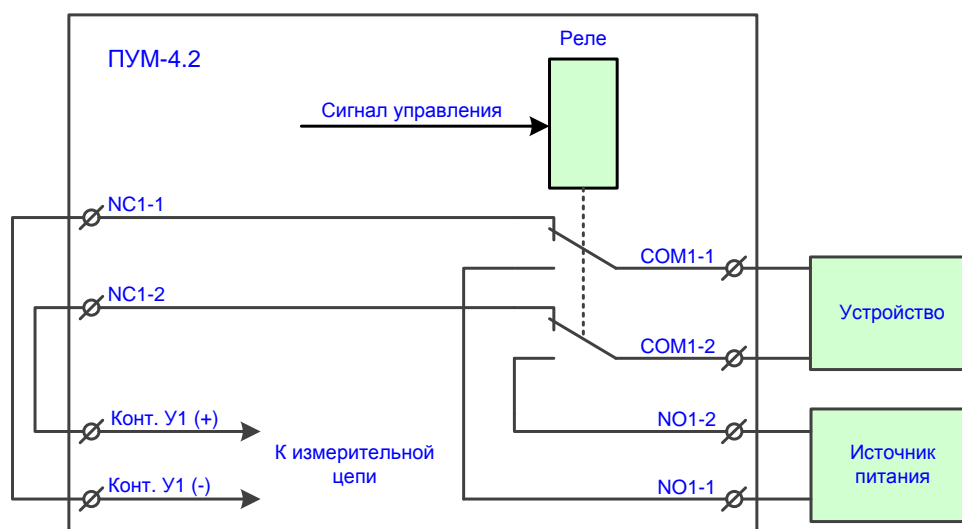 ПУМ-4.2
Реле
Сигнал управления
NC1-1
COM1-1
NC1-2
Устройство
COM1-2
Конт. У1 (+)
NO1-2
К измерительной
цепи
Источник
питания
Конт. У1 (-)
NO1-1